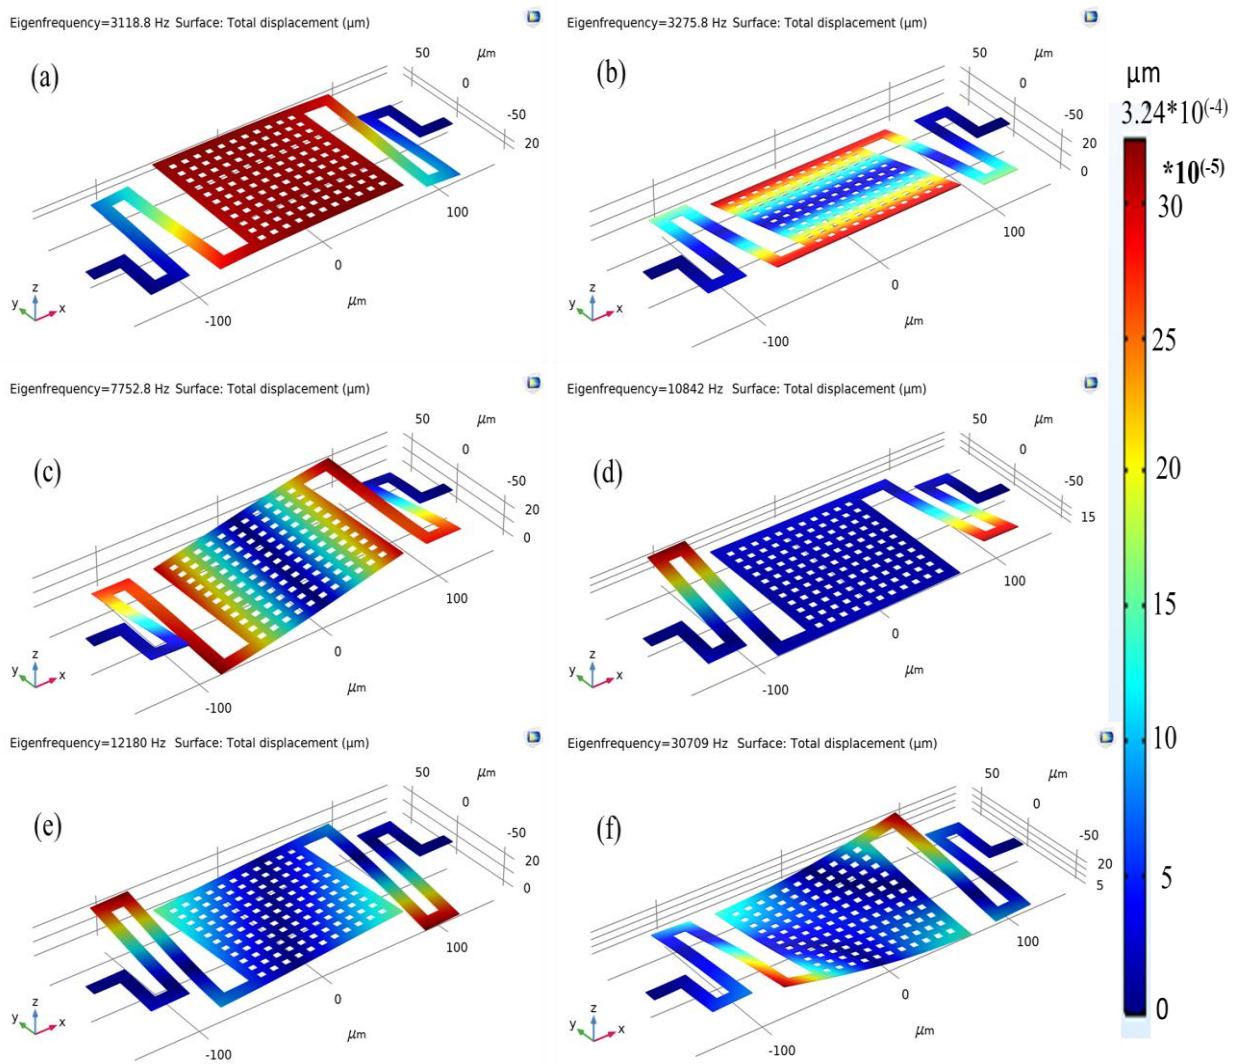 Eigenfrequency=3118.8 Hz Surface: Total displacement (µm)
(a)
50
µm
0
-50
20
100
0
µm
-100
z
y
x
Eigenfrequency=3275.8 Hz Surface: Total displacement (µm)
(b)
50
µm
0
-50
20
0
100
0
µm
-100
z
y
x
µm
3.24*10(-4)
*10(-5)
30
25
20
15
10
5
0
Eigenfrequency=7752.8 Hz Surface: Total displacement (µm)
(c)
50
µm
0
-50
20
0
100
0
µm
-100
z
y
x
Eigenfrequency=10842 Hz Surface: Total displacement (µm)
(d)
50
µm
0
-50
15
100
0
µm
-100
z
y
x
Eigenfrequency=12180 Hz Surface: Total displacement (µm)
(e)
50
µm
0
-50
20
0
100
0
µm
-100
z
y
x
Eigenfrequency=30709 Hz Surface: Total displacement (µm)
(f)
50
µm
0
-50
20
5
100
0
µm
-100
z
y
x